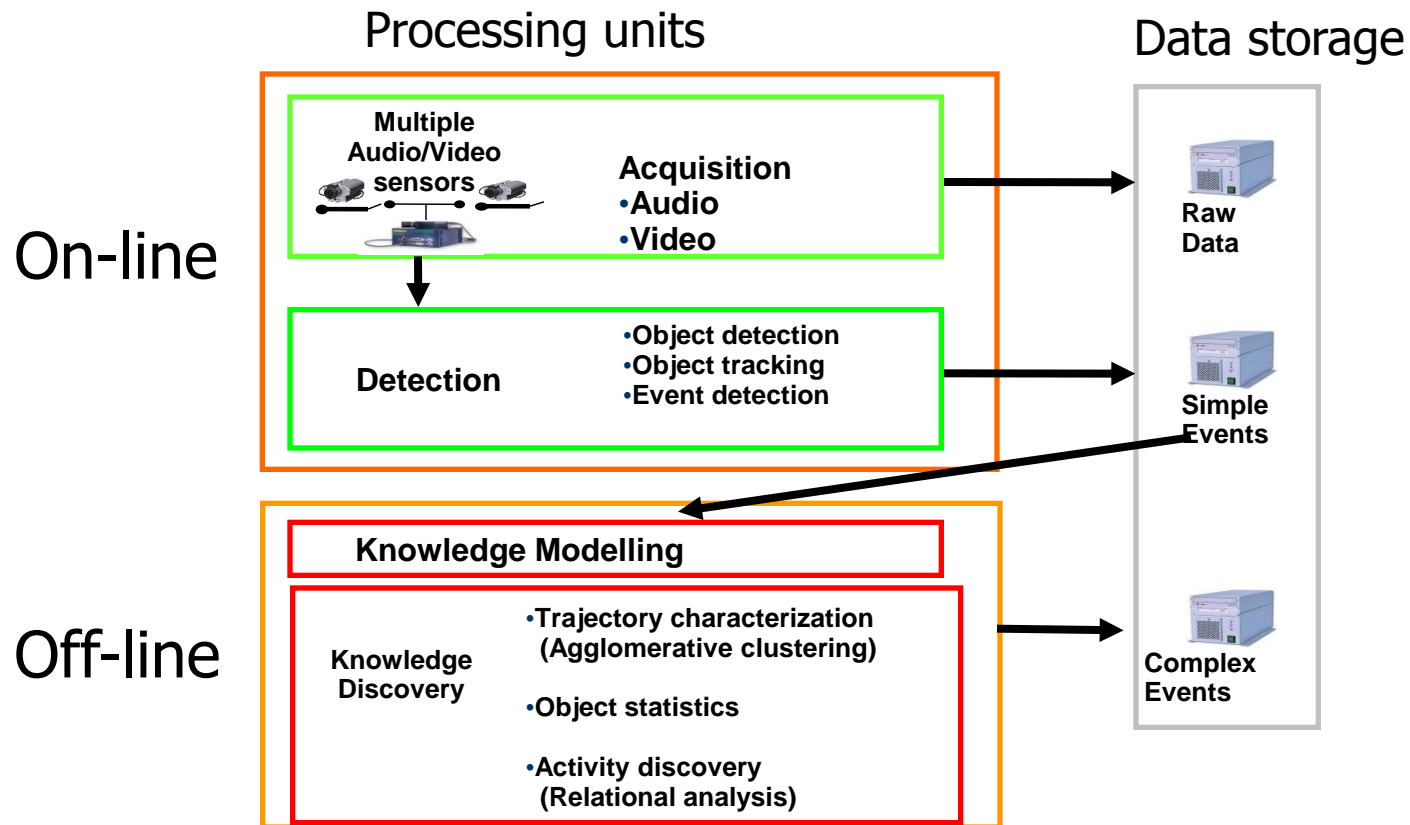 Processing units
Data storage
On-line
Multiple
Audio/Video
sensors
Acquisition
•Audio
•Video
Raw
Data
Detection
•Object detection
•Object tracking
•Event detection
Simple
Events
Off-line
Knowledge Modelling
Knowledge
Discovery
•Trajectory characterization
(Agglomerative clustering)
•Object statistics
•Activity discovery
(Relational analysis)
Complex
Events